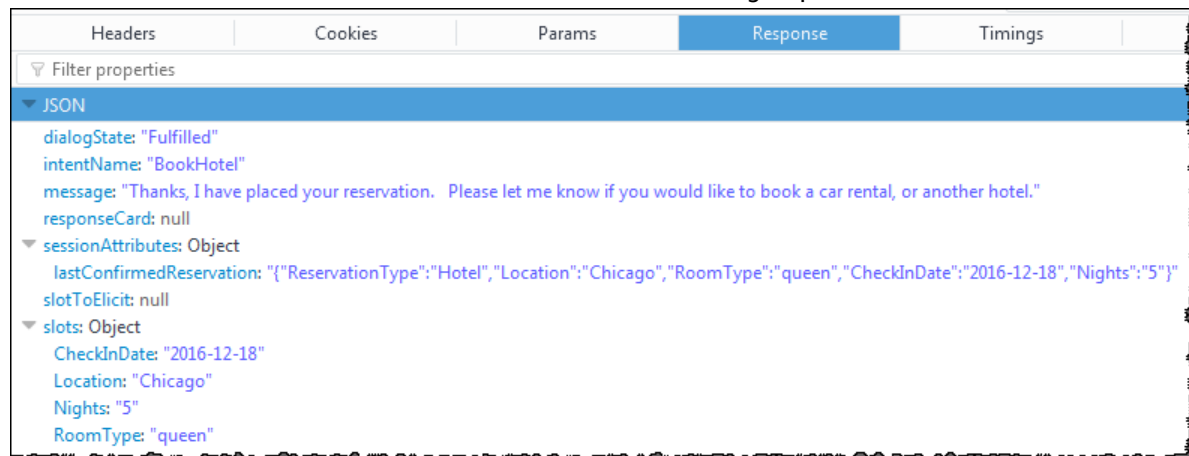 Headers Cookies Params Response Timings
Filter properties
JSON
dialogState: "Fulfilled"
intentName: "BookHotel"
message: "Thanks, I have placed your reservation.   Please let me know if you would like to book a car rental, or another hotel."
responseCard: null
sessionAttributes: Object
lastConfirmedReservation: "{"ReservationType":"Hotel","Location":"Chicago","RoomType":"queen","CheckInDate":"2016-12-18","Nights":"5"}"
slotToElicit: null
slots: Object
CheckInDate: "2016-12-18"
Location: "Chicago"
Nights: "5"
RoomType: "queen"